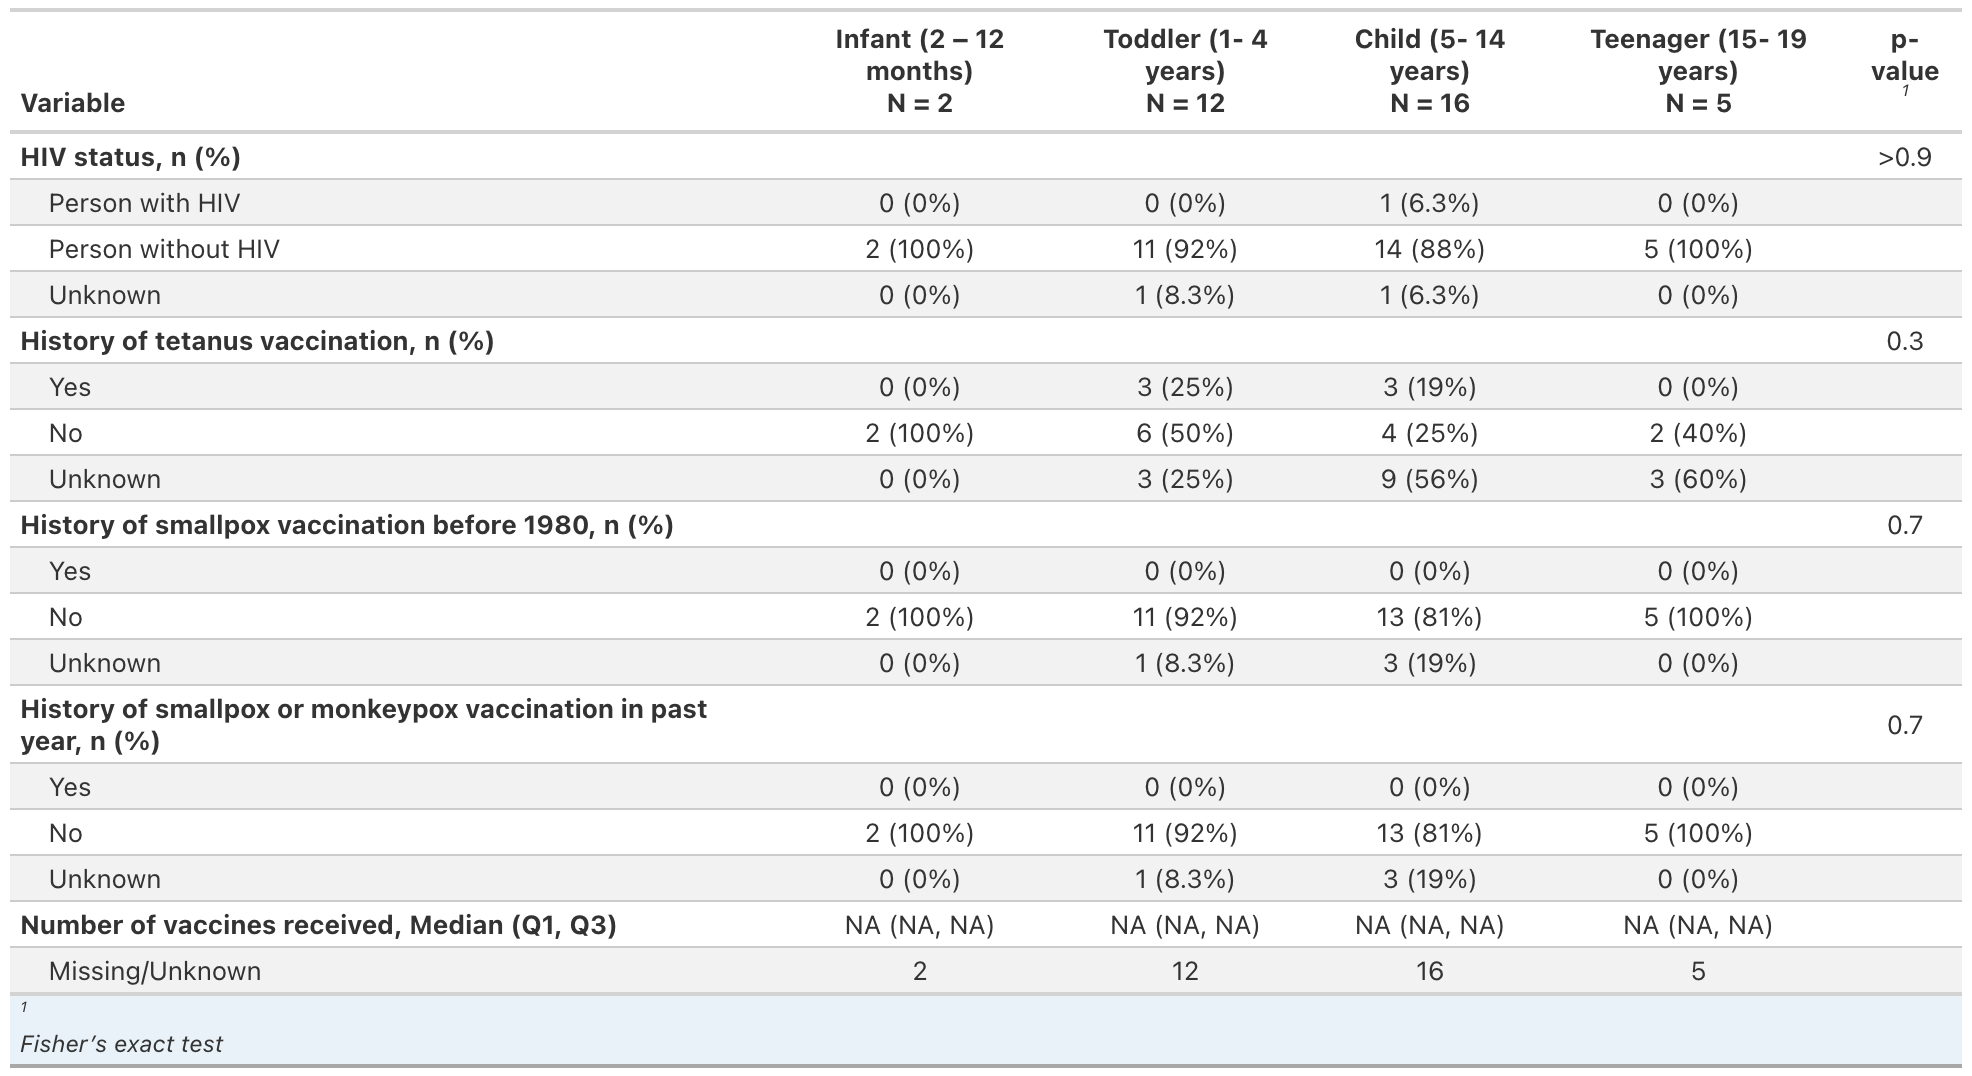 Variable Infant (2 – 12 months) N = 2 Toddler (1- 4 years) N = 12 Child (5- 14 years) N = 16 Teenager (15- 19 years) N = 5 p-value 1
HIV status, n (%) >0.9
Person with HIV 0 (0%) 0 (0%) 1 (6.3%) 0 (0%)
Person without HIV 2 (100%) 11 (92%) 14 (88%) 5 (100%)
Unknown 0 (0%) 1 (8.3%) 1 (6.3%) 0 (0%)
History of tetanus vaccination, n (%) 0.3
Yes 0 (0%) 3 (25%) 3 (19%) 0 (0%)
No 2 (100%) 6 (50%) 4 (25%) 2 (40%)
Unknown 0 (0%) 3 (25%) 9 (56%) 3 (60%)
History of smallpox vaccination before 1980, n (%) 0.7
Yes 0 (0%) 0 (0%) 0 (0%) 0 (0%)
No 2 (100%) 11 (92%) 13 (81%) 5 (100%)
Unknown 0 (0%) 1 (8.3%) 3 (19%) 0 (0%)
History of smallpox or monkeypox vaccination in past
year, n (%) 0.7
Yes 0 (0%) 0 (0%) 0 (0%) 0 (0%)
No 2 (100%) 11 (92%) 13 (81%) 5 (100%)
Unknown 0 (0%) 1 (8.3%) 3 (19%) 0 (0%)
Number of vaccines received, Median (Q1, Q3) NA (NA, NA) NA (NA, NA) NA (NA, NA) NA (NA, NA)
Missing/Unknown 2 12 16 5
1
Fisher’s exact test